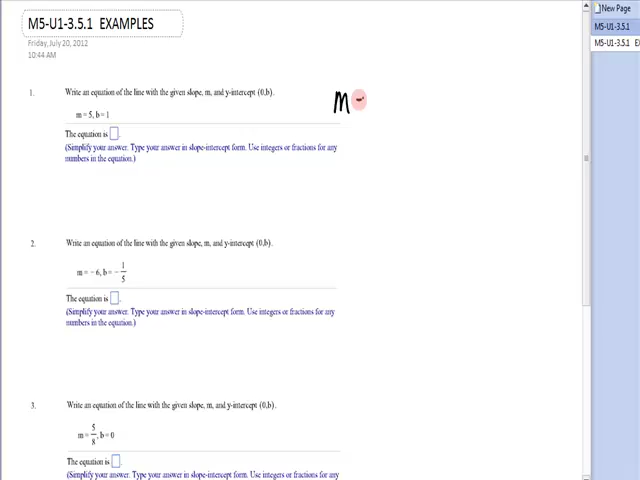 M5-U1-3.5.1 EXAMPLES
Friday, July 20, 2012
10:44 AM
New Page
M5-U1-3.5.1
M5-U1-3.5.1 E
1. Write an equation of the line with the given slope, m, and y-intercept (0,b).
m = 5, b = 1
m -
The equation is
(Simplify your answer. Type your answer in slope-intercept form. Use integers or fractions for any
numbers in the equation.)
2. Write an equation of the line with the given slope, m, and y-intercept (0,b).
m = − 6, b = − 1/5
The equation is .
(Simplify your answer. Type your answer in slope-intercept form. Use integers or fractions for any
numbers in the equation.)
3. Write an equation of the line with the given slope, m, and y-intercept (0,b).
m = 5/8, b = 0
The equation is .
(Simplify your answer. Type your answer in slope-intercept form. Use integers or fractions for any